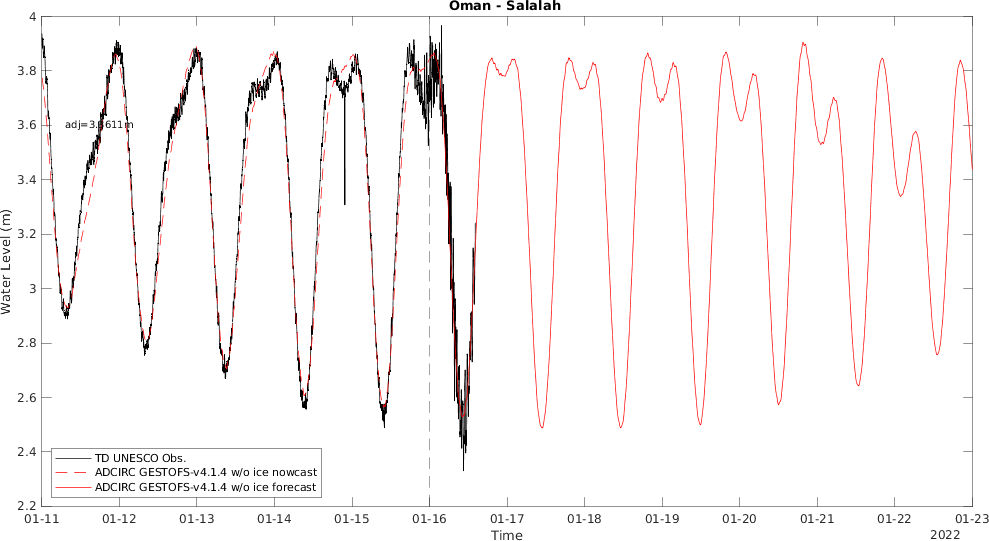 Oman - Salalah
4
3.8
3.6
3.4
3.2
3
2.8
2.6
2.4
2.2
Water Level (m)
TD UNESCO Obs.
ADCIRC GESTOFS-v4.1.4 w/o ice nowcast
ADCIRC GESTOFS-v4.1.4 w/o ice forecast
01-11 01-12 01-13 01-14 01-15 01-16 01-17 01-18 01-19 01-20 01-21 01-22 01-23
Time
2022